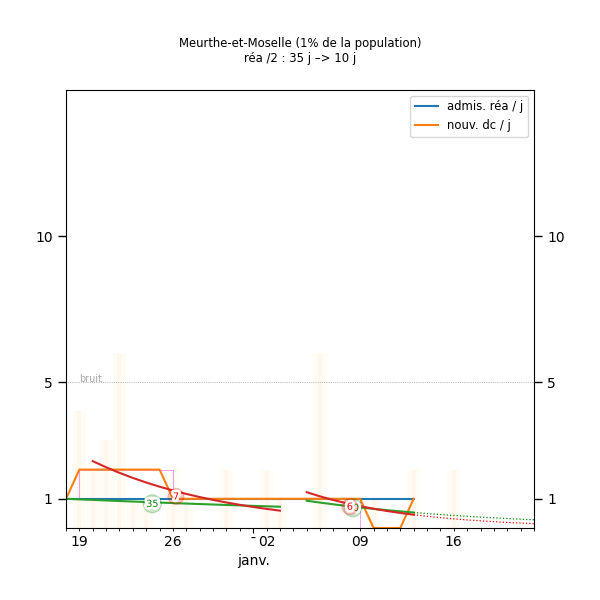 Meurthe-et-Moselle (1% de la population)
réa /2 : 35 j –> 10 j
admis. réa / j
nouv. dc / j
10
10
bruit
5
5
7
35
6
1
1
19
26
02
09
16
janv.